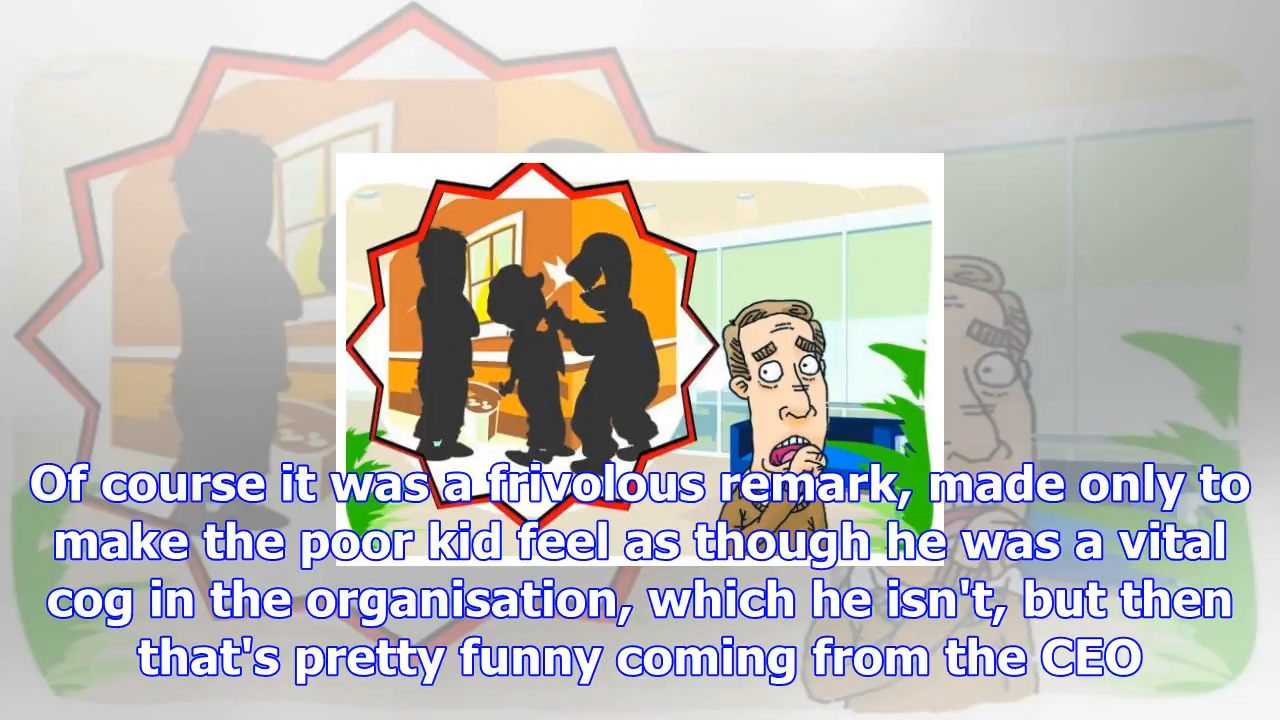 Of course it was a frivolous remark, made only to
make the poor kid feel as though he was a vital
cog in the organisation, which he isn't, but then
that's pretty funny coming from the CEO